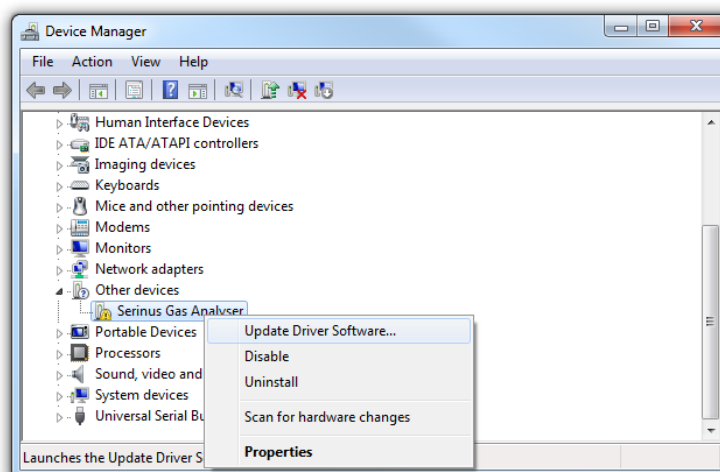 Device Manager
File Action View Help
Human Interface Devices
IDE ATA/ATAPI controllers
Imaging devices
Keyboards
Mice and other pointing devices
Modems
Monitors
Network adapters
Other devices
Serinus Gas Analyser
Portable Devices
Processors
Sound, video and
System devices
Universal Serial Bu
Update Driver Software...
Disable
Uninstall
Scan for hardware changes
Properties
Launches the Update Driver S